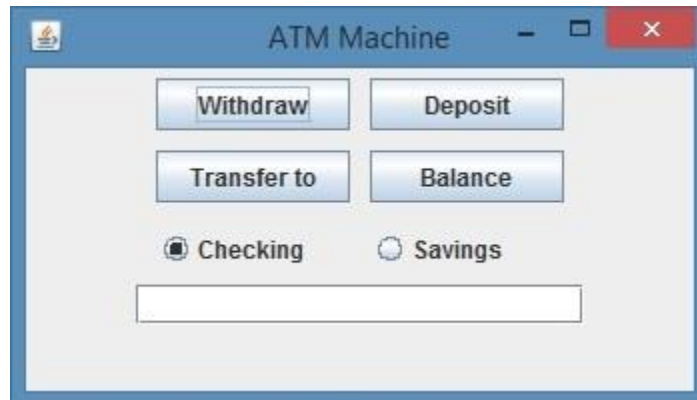 ATM Machine
Withdraw Deposit
Transfer to Balance
Checking Savings